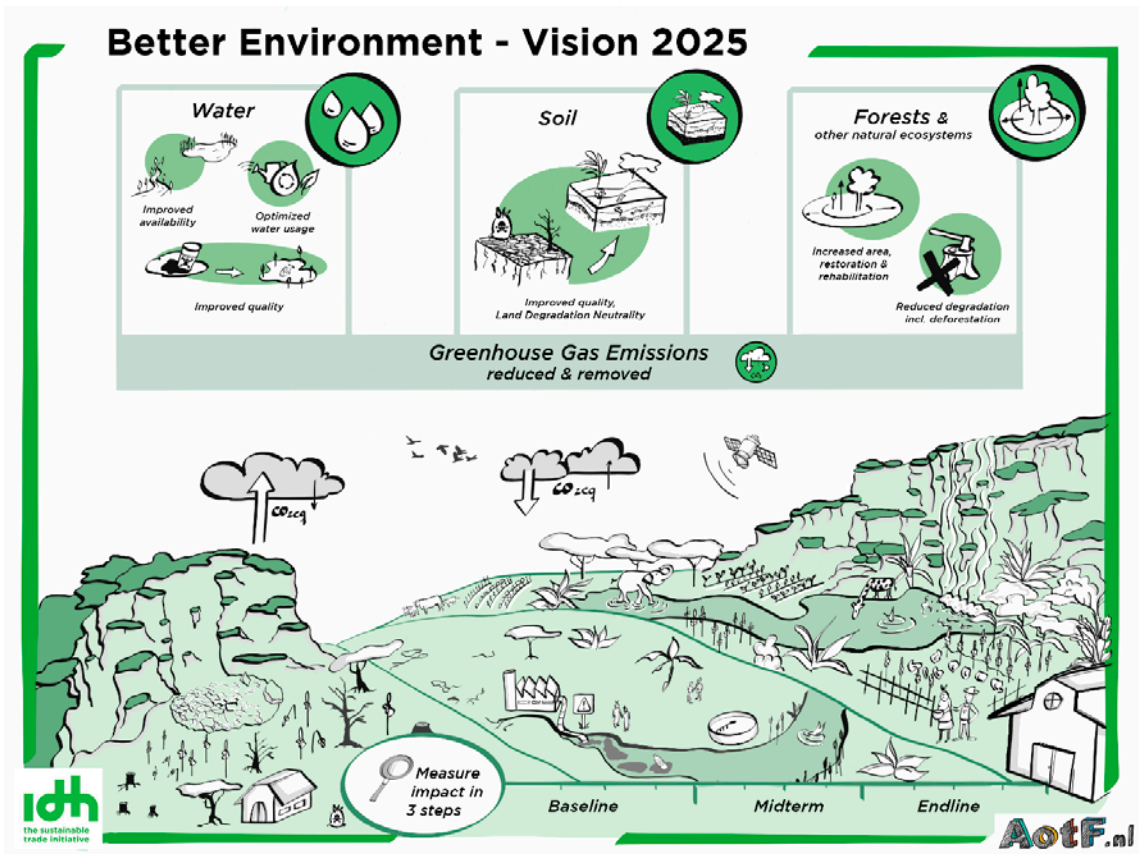 Better Environment - Vision 2025
Water
Improved
availability
Optimized
water usage
Improved quality
Soil
Improved quality,
Land Degradation Neutrality
Forests &
other natural ecosystems
Increased area,
restoration &
rehabilitation
Reduced degradation
incl. deforestation
Greenhouse Gas Emissions
reduced & removed
CO2eq
CO2eq
Measure
impact in
3 steps
Baseline
Midterm
Endline
idh
the sustainable
trade initiative
AotF.nl